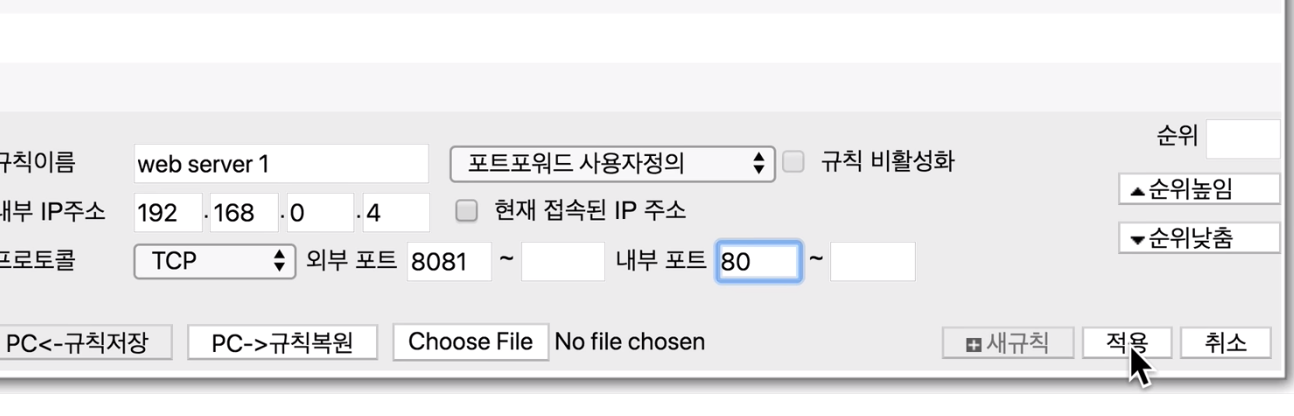 순위
규칙이름 web server 1 포트포워드 사용자정의 규칙 비활성화
순위높임
내부 IP주소 192 . 168 . 0 . 4 현재 접속된 IP 주소
순위낮춤
프로토콜 TCP 외부 포트 8081 ~ 내부 포트 80 ~
PC<-규칙저장 PC->규칙복원 Choose File No file chosen 새규칙 적용 취소